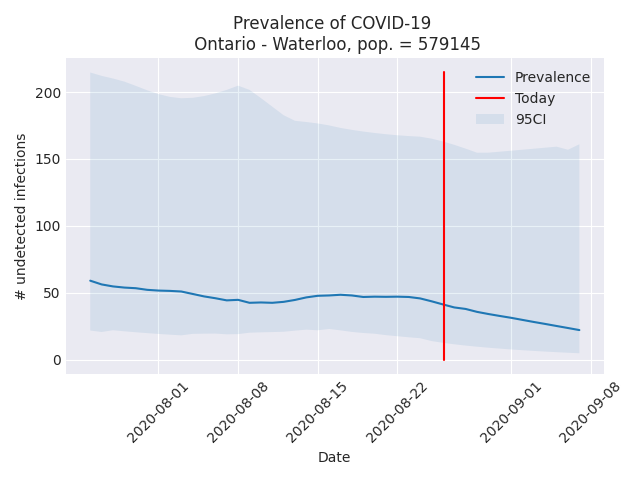 Prevalence of COVID-19
Ontario - Waterloo, pop. = 579145
Prevalence
Today
95CI
# undetected infections
200
150
100
50
0
2020-08-01
2020-08-08
2020-08-15
2020-08-22
2020-09-01
2020-09-08
Date